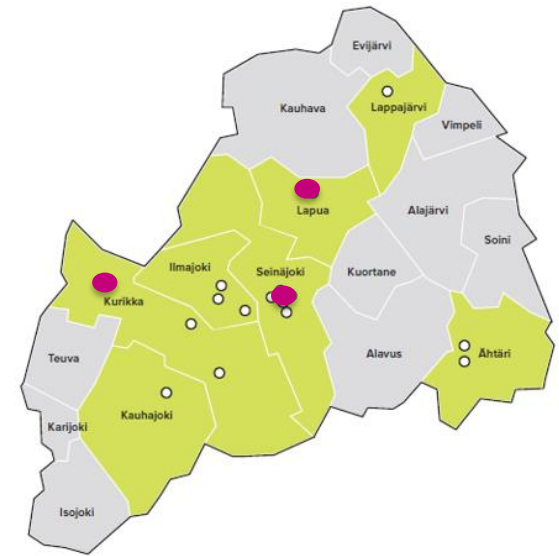 Evijärvi
Kauhava
Lappajärvi
Vimpeli
Lapua
Alajärvi
Soini
Ilmajoki
Seinäjoki
Kuortane
Kurikka
Teuva
Alavus
Ähtäri
Kauhajoki
Karijoki
Isojoki